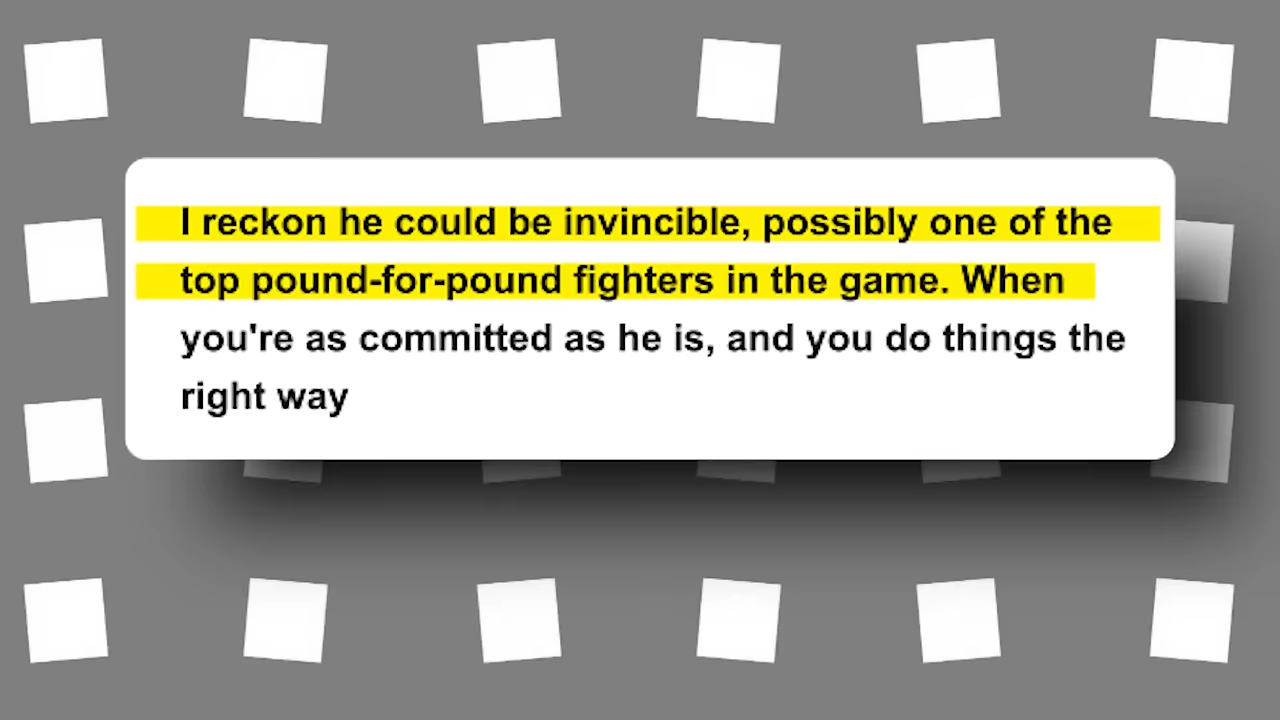 I reckon he could be invincible, possibly one of the
top pound-for-pound fighters in the game. When
you're as committed as he is, and you do things the
right way